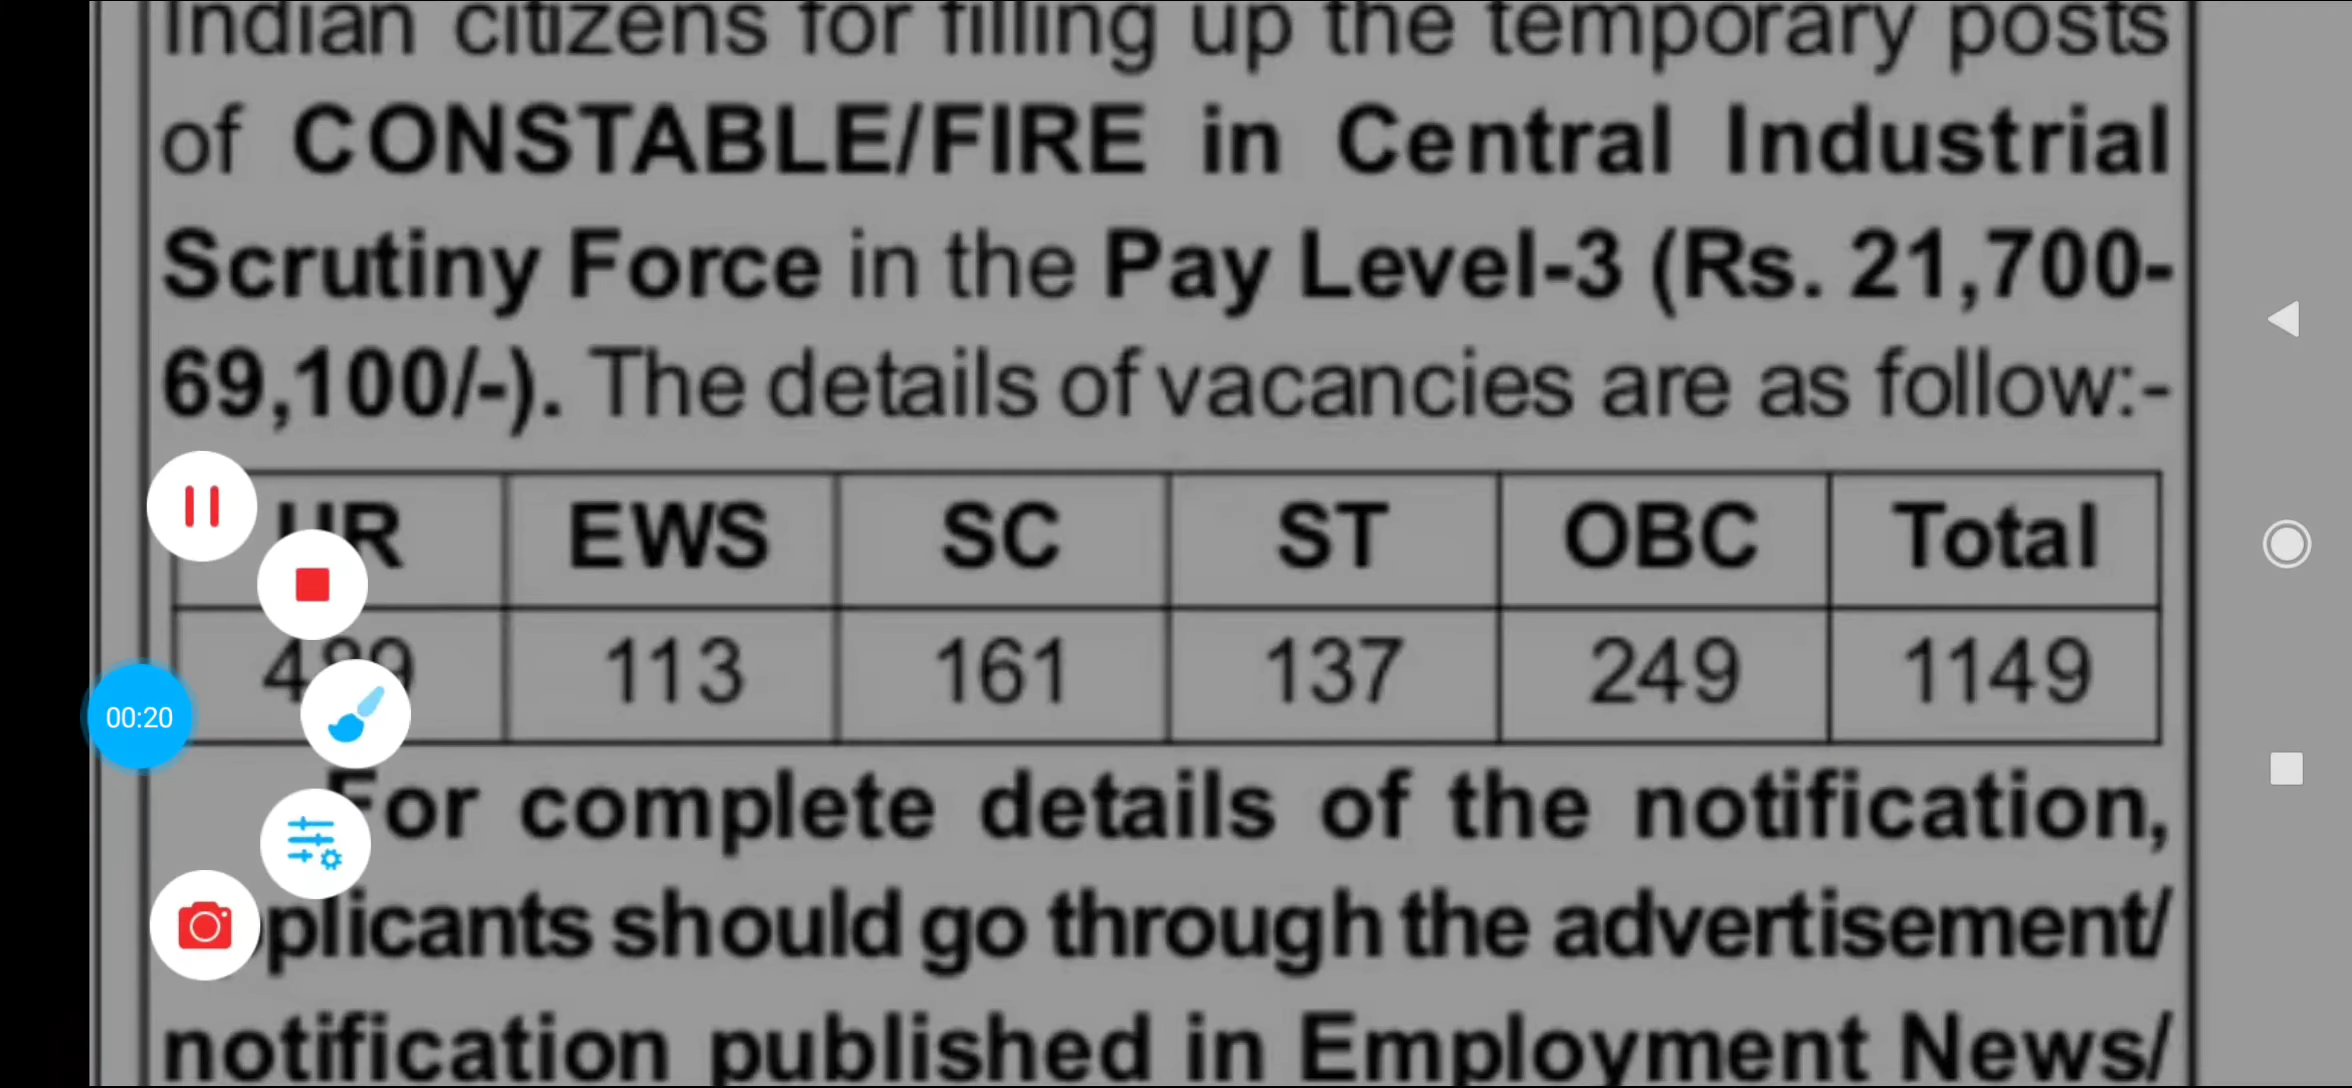 Indian citizens for filling up the temporary posts
of CONSTABLE/FIRE in Central Industrial
Scrutiny Force in the Pay Level-3 (Rs. 21,700-
69,100/-). The details of vacancies are as follow:-
UR EWS SC ST OBC Total
489 113 161 137 249 1149
00:20
For complete details of the notification,
plicants should go through the advertisement/
notification published in Employment News/